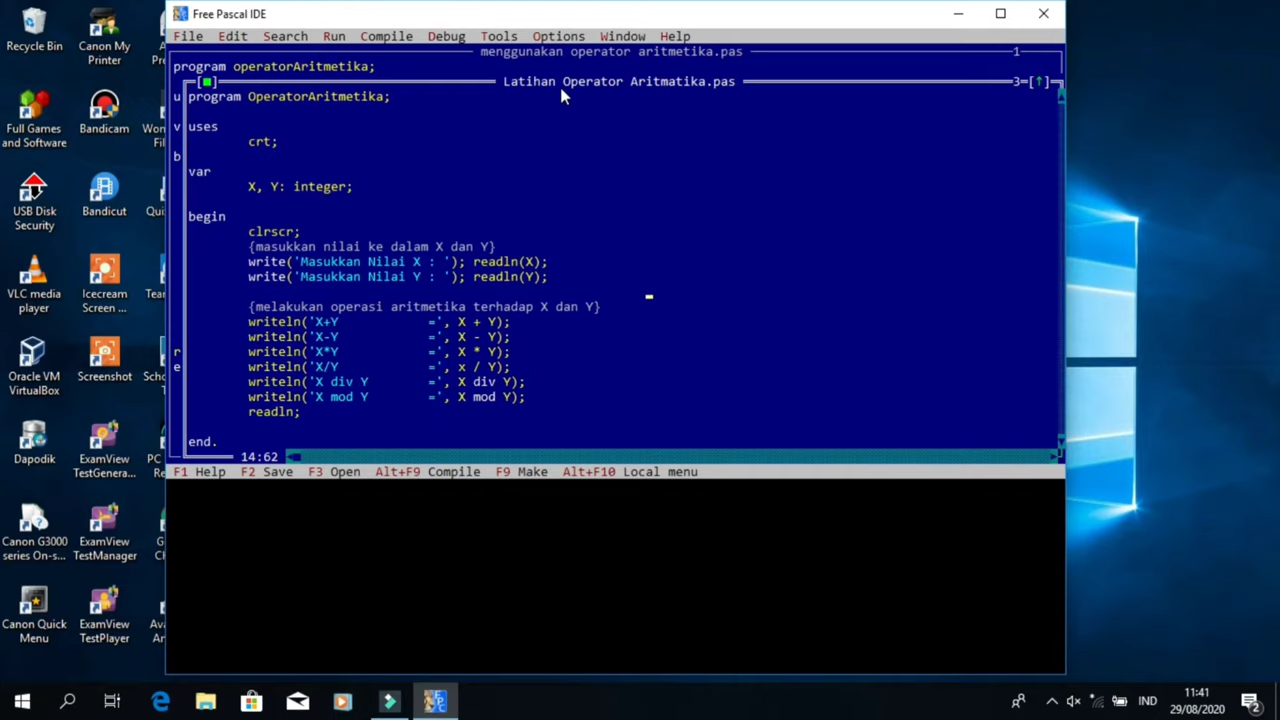 Free Pascal IDE
File Edit Search Run Compile Debug Tools Options Window Help
menggunakan operator aritmetika.pas 1
program operatorAritmetika;
Latihan Operator Aritmatika.pas 3=[↑]
u program OperatorAritmetika;
v uses
crt;
b
var
X, Y: integer;
begin
clrscr;
{masukkan nilai ke dalam X dan Y}
write('Masukkan Nilai X : '); readln(X);
write('Masukkan Nilai Y : '); readln(Y);
{melakukan operasi aritmetika terhadap X dan Y}
writeln('X+Y =', X + Y);
writeln('X-Y =', X - Y);
r writeln('X*Y =', X * Y);
e writeln('X/Y =', x / Y);
writeln('X div Y =', X div Y);
writeln('X mod Y =', X mod Y);
readln;
end.
14:62
F1 Help F2 Save F3 Open Alt+F9 Compile F9 Make Alt+F10 Local menu
Recycle Bin
Canon My
Printer
Full Games
and Software
Bandicam
USB Disk
Security
Bandicut
VLC media
player
Icecream
Screen ...
Oracle VM
VirtualBox
Screenshot
Dapodik
ExamView
TestGenera...
Canon G3000
series On-s...
ExamView
TestManager
Canon Quick
Menu
ExamView
TestPlayer
IND
11:41
29/08/2020
2